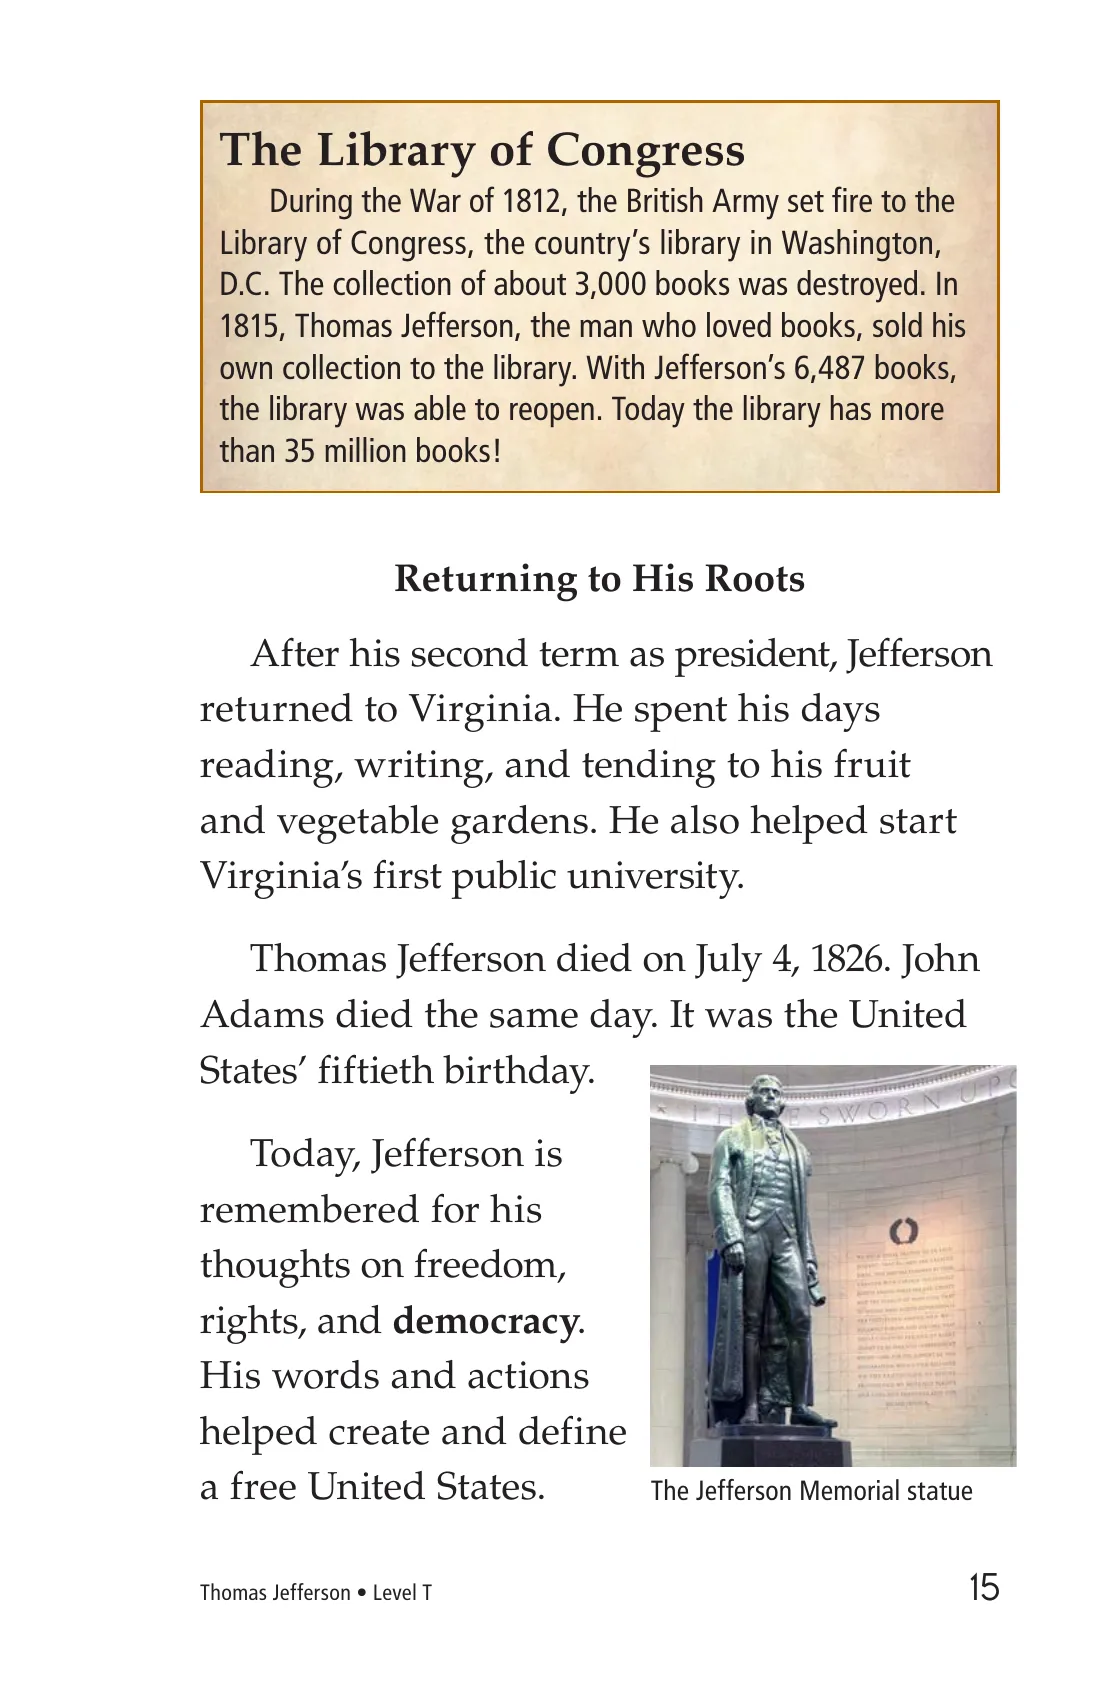 The Library of Congress
During the War of 1812, the British Army set fire to the
Library of Congress, the country’s library in Washington,
D.C. The collection of about 3,000 books was destroyed. In
1815, Thomas Jefferson, the man who loved books, sold his
own collection to the library. With Jefferson’s 6,487 books,
the library was able to reopen. Today the library has more
than 35 million books!
Returning to His Roots
After his second term as president, Jefferson
returned to Virginia. He spent his days
reading, writing, and tending to his fruit
and vegetable gardens. He also helped start
Virginia’s first public university.
Thomas Jefferson died on July 4, 1826. John
Adams died the same day. It was the United
States’ fiftieth birthday.
Today, Jefferson is
remembered for his
thoughts on freedom,
rights, and democracy.
His words and actions
helped create and define
a free United States.
SWORN UPO
The Jefferson Memorial statue
Thomas Jefferson • Level T
15